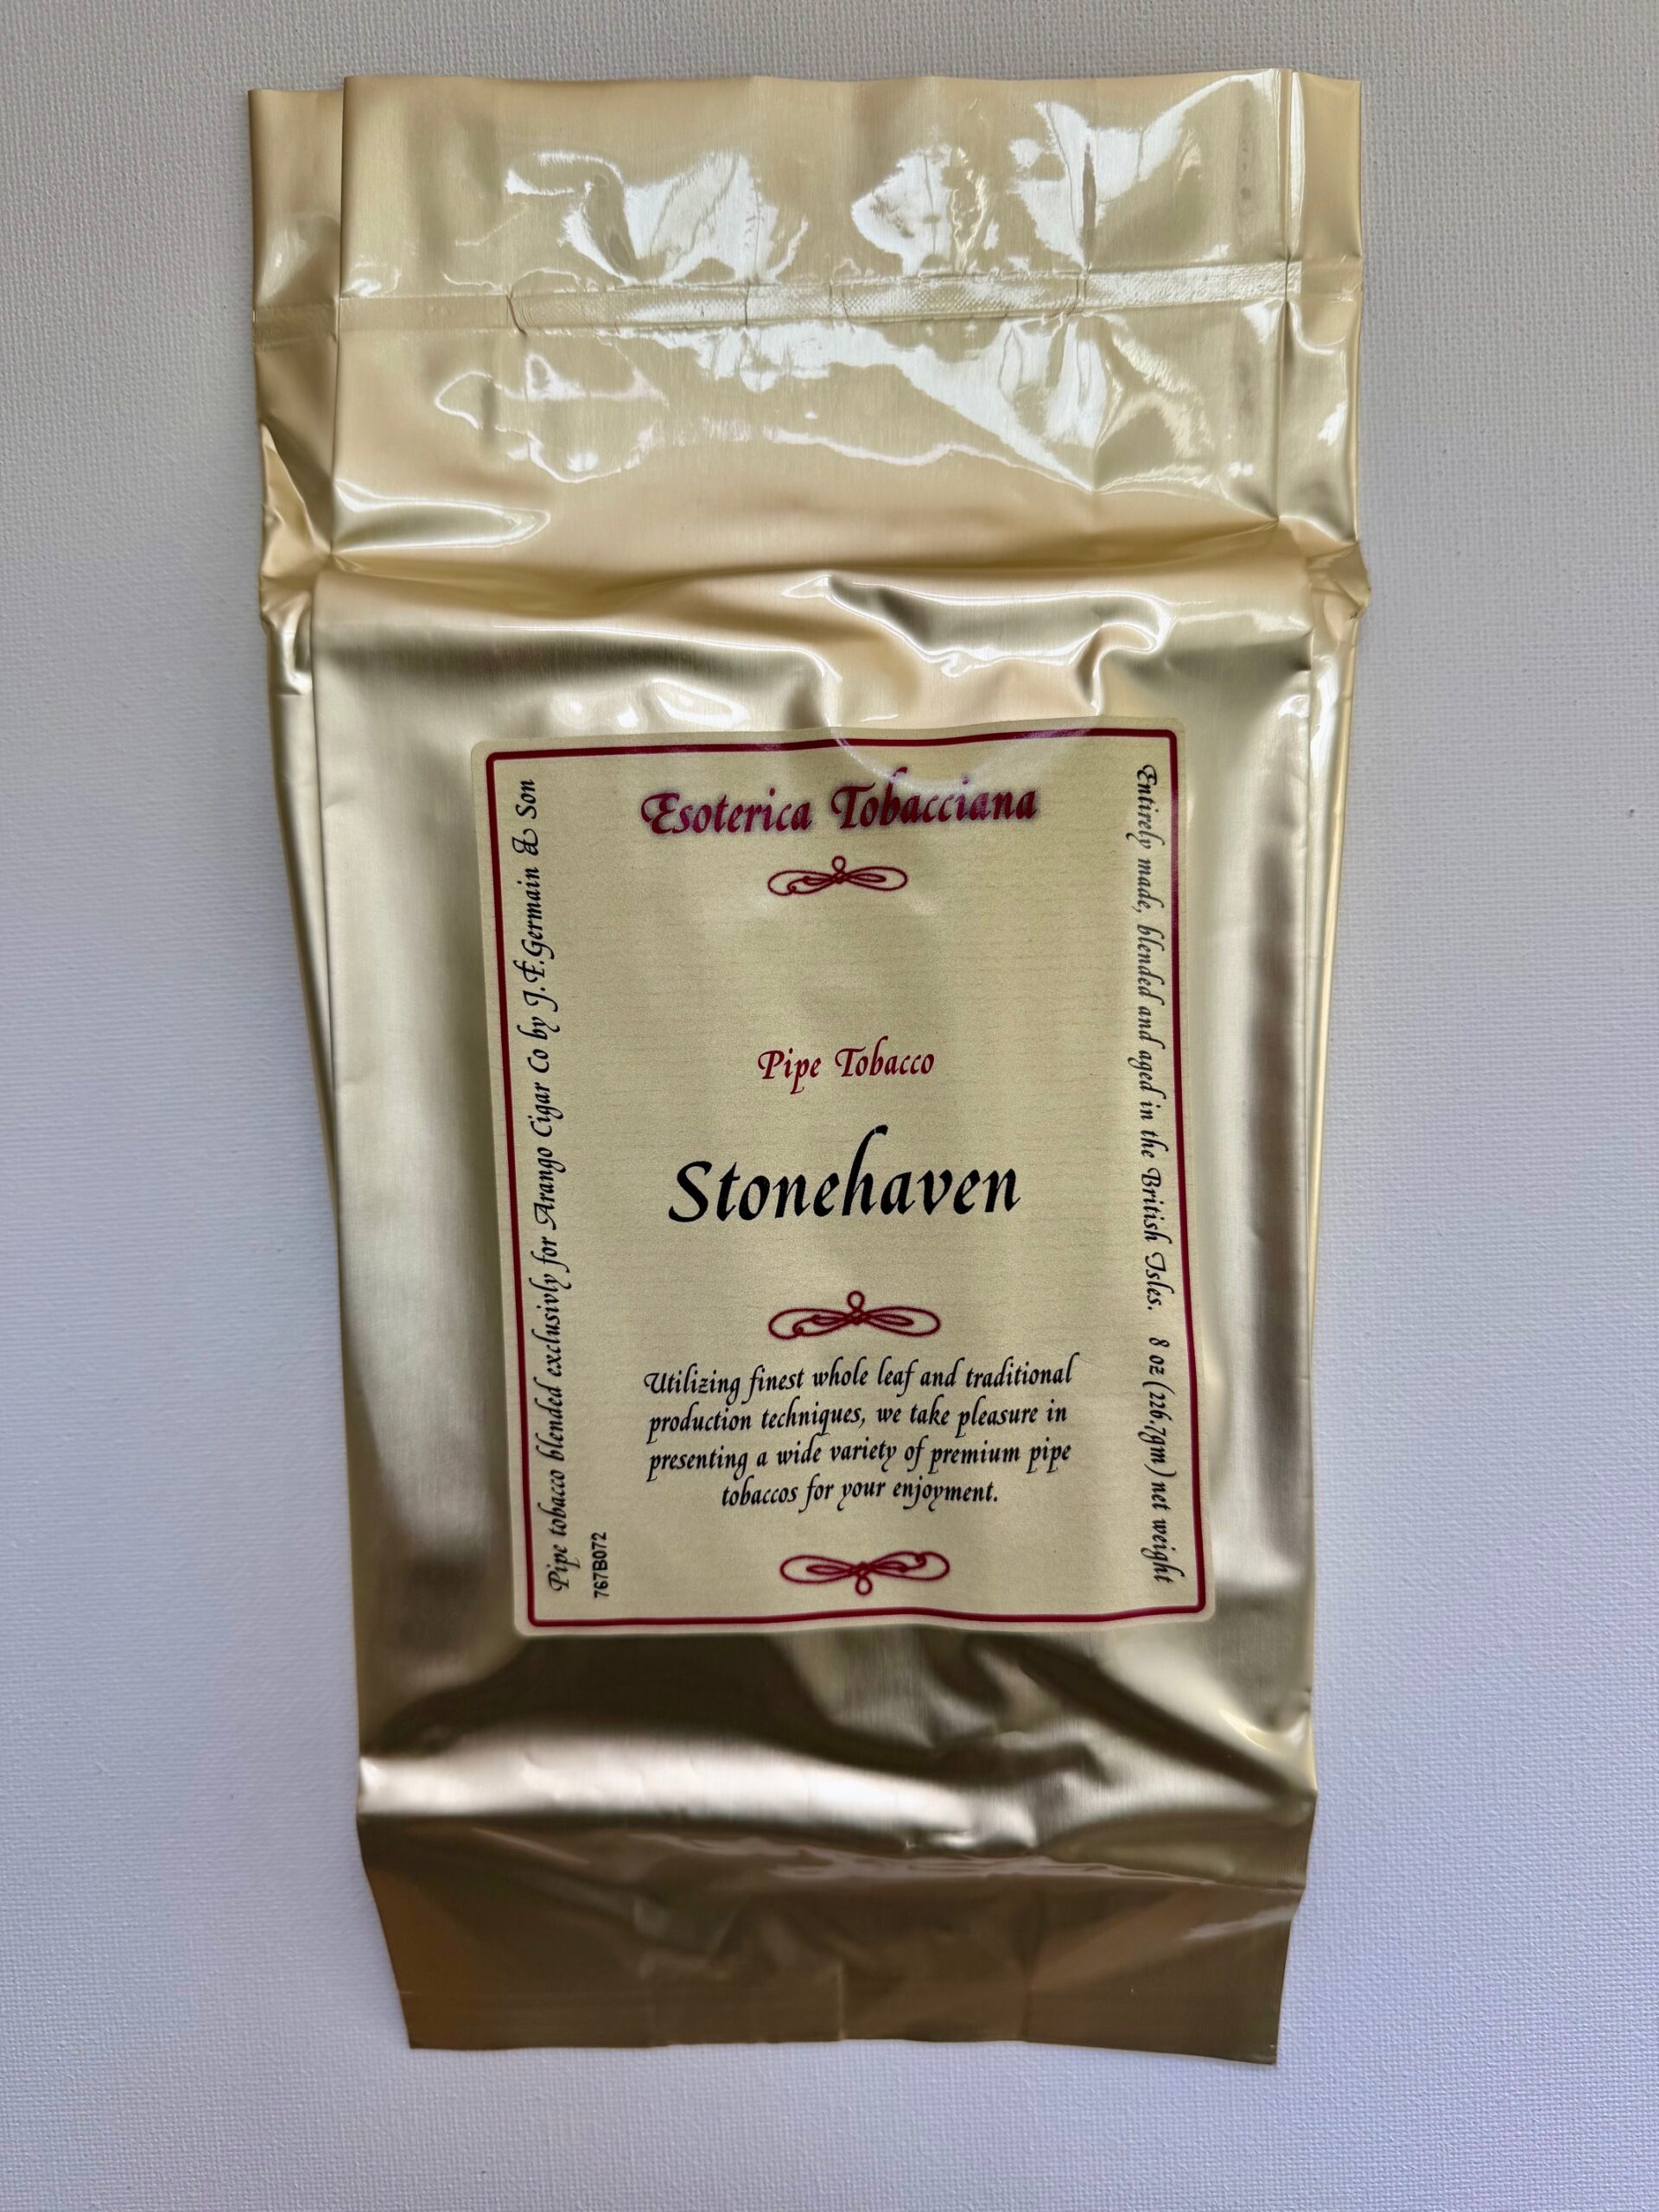 Esoterica Tobacciana
Pipe Tobacco
Stonehaven
Utilizing finest whole leaf and traditional
production techniques, we take pleasure in
presenting a wide variety of premium pipe
tobaccos for your enjoyment.
Pipe tobacco blended exclusivly for Arango Cigar Co by J.F.Germain & Son
767B072
Entirely made, blended and aged in the British Isles. 8 oz (226.7gm) net weight